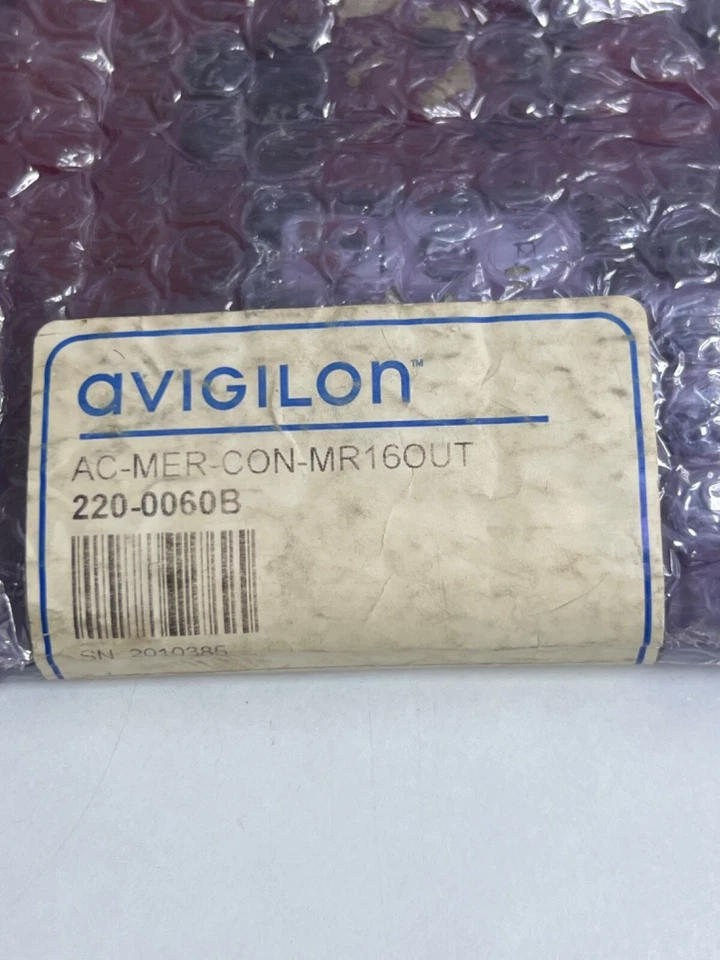 aVIGILon™
AC-MER-CON-MR16OUT
220-0060B
SN 2010385